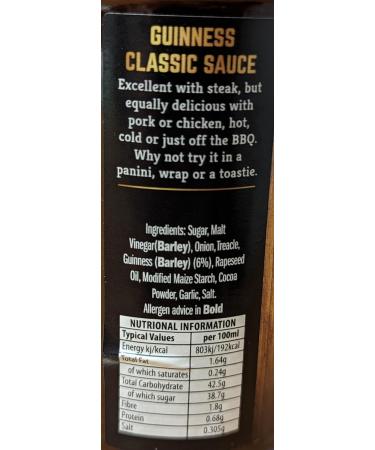 GUINNESS
CLASSIC SAUCE
Excellent with steak, but
equally delicious with
pork or chicken, hot,
cold or just off the BBQ.
Why not try it in a
panini, wrap or a toastie.
Ingredients: Sugar, Malt
Vinegar(Barley), Onion, Treacle,
Guinness (Barley) (6%), Rapeseed
Oil, Modified Maize Starch, Cocoa
Powder, Garlic, Salt.
Allergen advice in Bold
NUTRIONAL INFORMATION
Typical Values per 100ml
Energy kj/kcal 803kj/192kcal
Total Fat 1.64g
of which saturates 0.24g
Total Carbohydrate 42.5g
of which sugar 38.7g
Fibre 1.8g
Protein 0.68g
Salt 0.305g